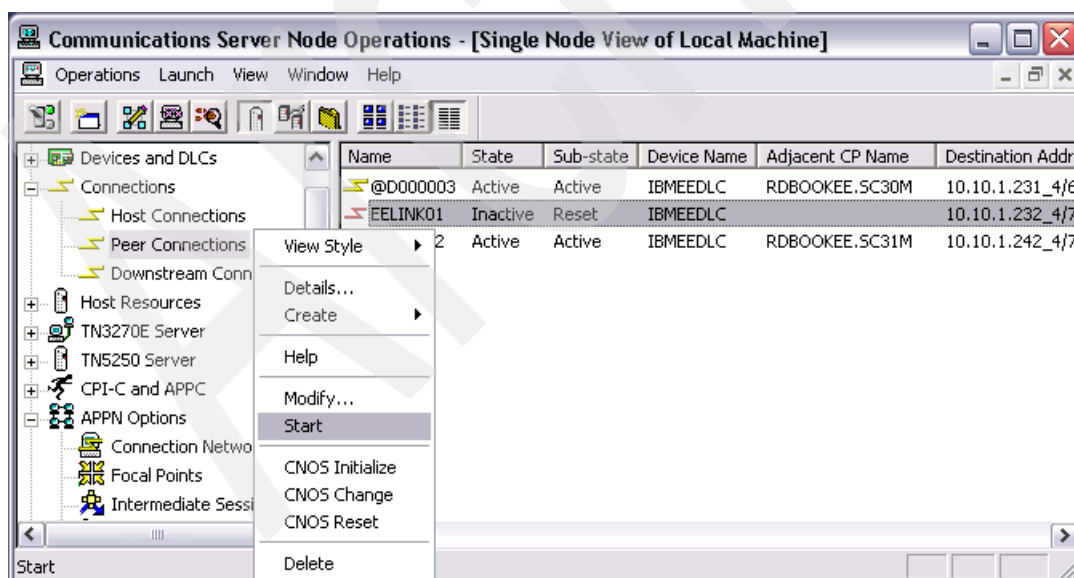 Communications Server Node Operations - [Single Node View of Local Machine]
Operations Launch View Window Help
Devices and DLCs
Connections
Host Connections
Peer Connections
Downstream Conn
Host Resources
TN3270E Server
TN5250 Server
CPI-C and APPC
APPN Options
Connection Netwo
Focal Points
Intermediate Sessi
Name State Sub-state Device Name Adjacent CP Name Destination Addr
@D000003 Active Active IBMEEDLC RDBOOKEE.SC30M 10.10.1.231_4/6
EELINK01 Inactive Reset IBMEEDLC 10.10.1.232_4/7
2 Active Active IBMEEDLC RDBOOKEE.SC31M 10.10.1.242_4/7
View Style
Details...
Create
Help
Modify...
Start
CNOS Initialize
CNOS Change
CNOS Reset
Delete
Start